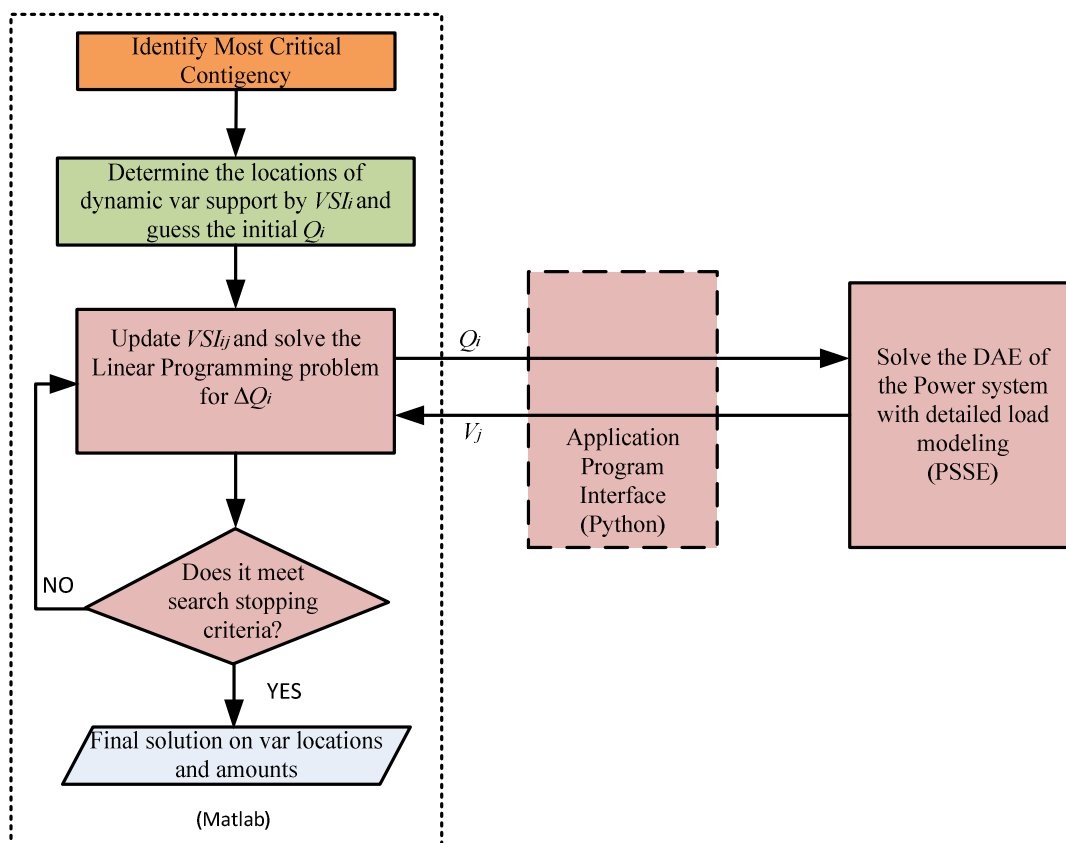 Identify Most Critical
Contigency
Determine the locations of
dynamic var support by VSIi and
guess the initial Qi
Update VSIij and solve the
Linear Programming problem
for ΔQi
Qi
Vj
Application
Program
Interface
(Python)
Solve the DAE of
the Power system
with detailed load
modeling
(PSSE)
Does it meet
search stopping
criteria?
NO
YES
Final solution on var locations
and amounts
(Matlab)